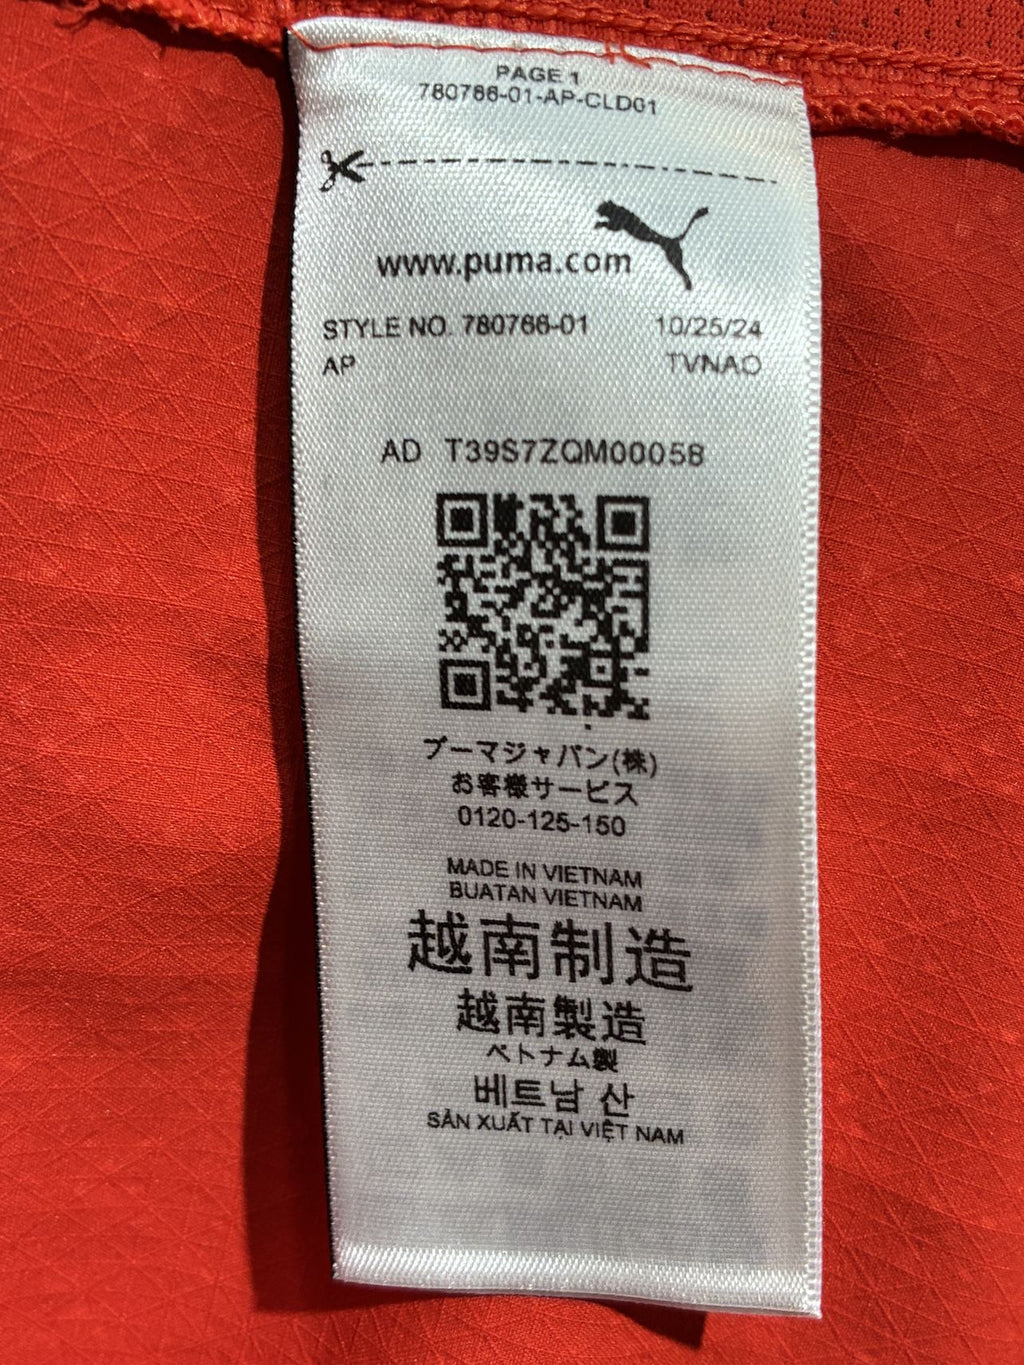 PAGE 1
780766-01-AP-CLD01
www.puma.com
STYLE NO. 780766-01 10/25/24
AP TVNAO
AD T39S7ZQM00058
プーマジャパン(株)
お客様サービス
0120-125-150
MADE IN VIETNAM
BUATAN VIETNAM
越南制造
越南製造
ベトナム製
베트남 산
SẢN XUẤT TẠI VIỆT NAM